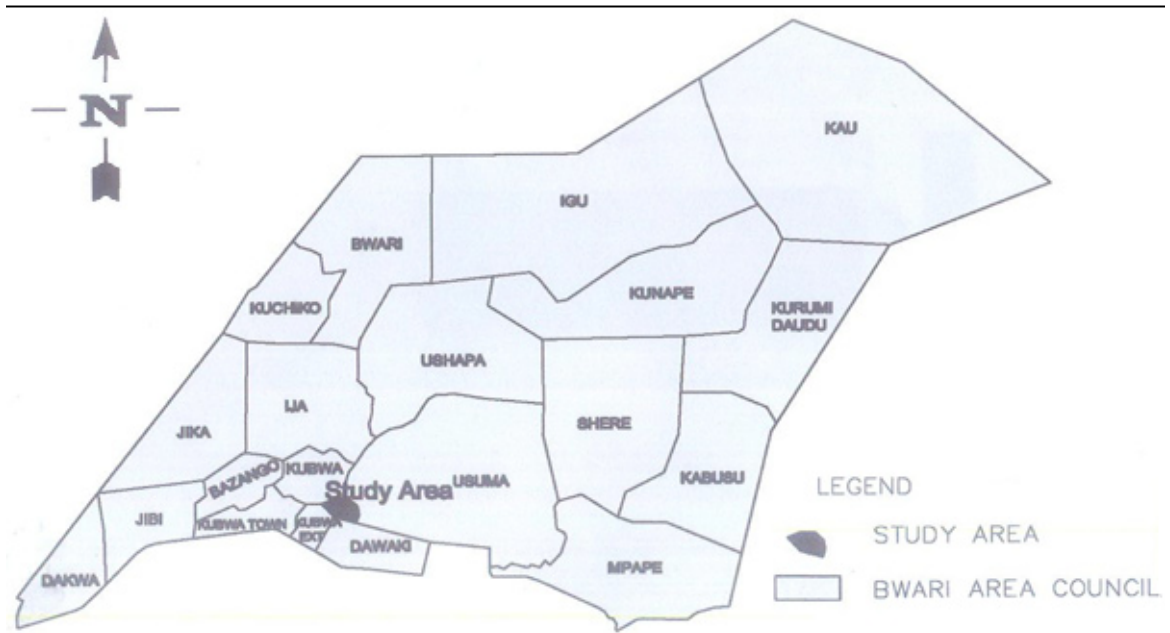 N
KAU
IGU
BWARI
KUCHIKO
KUNAPE
KURUMI
DAUDU
USHAPA
IJA
SHERE
JIKA
BAZANGO
KUBWA
Study Area
USUMA
KABUSU
JIBI
KUBWA TOWN
KUBWA
EXT
DAWAKI
DAKWA
MPAPE
LEGEND
STUDY AREA
BWARI AREA COUNCIL